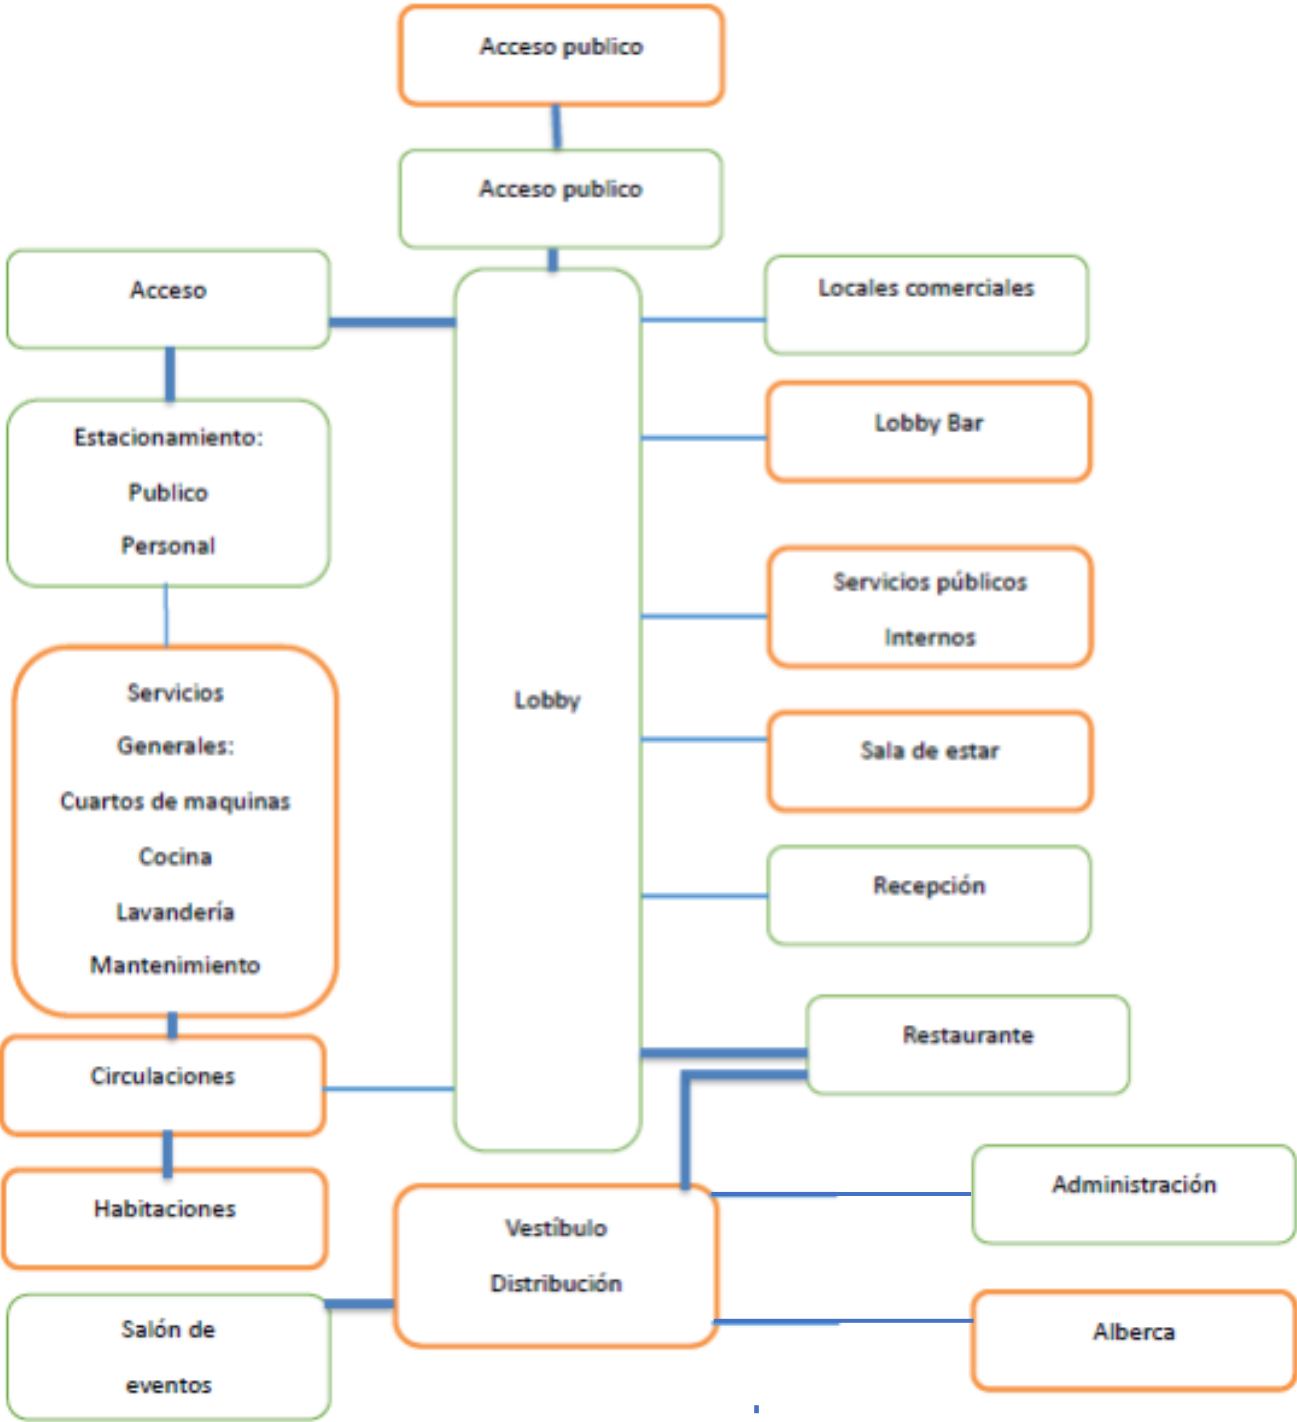 Acceso publico
Acceso publico
Acceso
Estacionamiento:
Publico
Personal
Servicios
Generales:
Cuartos de maquinas
Cocina
Lavandería
Mantenimiento
Circulaciones
Habitaciones
Salón de
eventos
Lobby
Locales comerciales
Lobby Bar
Servicios públicos
Internos
Sala de estar
Recepción
Restaurante
Vestíbulo
Distribución
Administración
Alberca